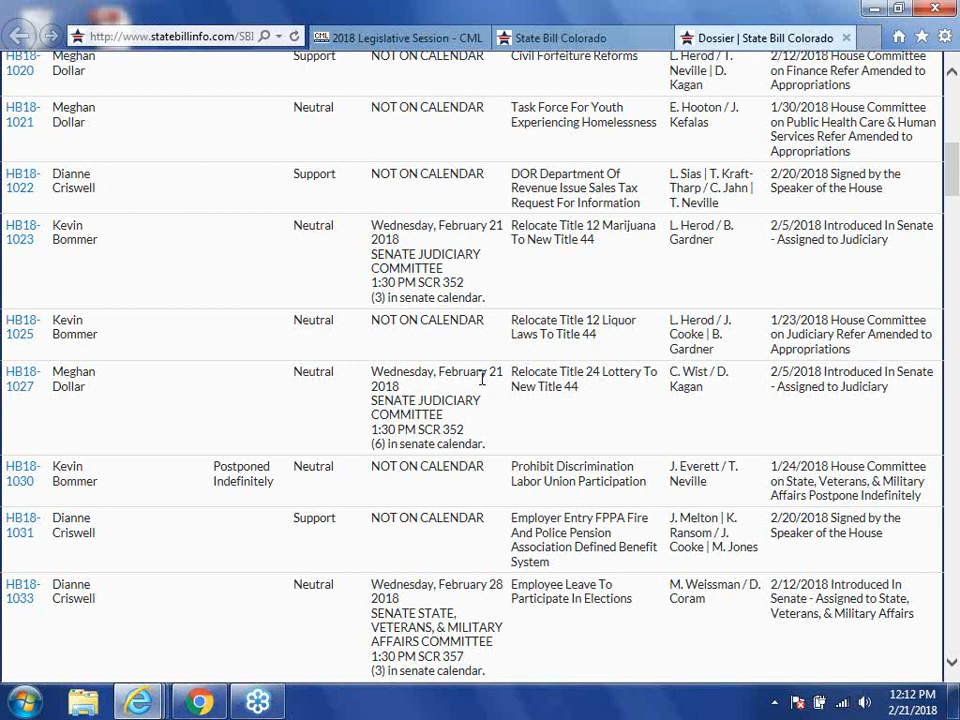 http://www.statebillinfo.com/SBI
2018 Legislative Session - CML
State Bill Colorado
Dossier | State Bill Colorado
HB18-
1020
Meghan
Dollar
Support
NOT ON CALENDAR
Civil Forfeiture Reforms
L. Herod / T.
Neville | D.
Kagan
2/12/2018 House Committee
on Finance Refer Amended to
Appropriations
HB18-
1021
Meghan
Dollar
Neutral
NOT ON CALENDAR
Task Force For Youth
Experiencing Homelessness
E. Hooton / J.
Kefalas
1/30/2018 House Committee
on Public Health Care & Human
Services Refer Amended to
Appropriations
HB18-
1022
Dianne
Criswell
Support
NOT ON CALENDAR
DOR Department Of
Revenue Issue Sales Tax
Request For Information
L. Sias | T. Kraft-
Tharp / C. Jahn |
T. Neville
2/20/2018 Signed by the
Speaker of the House
HB18-
1023
Kevin
Bommer
Neutral
Wednesday, February 21
2018
SENATE JUDICIARY
COMMITTEE
1:30 PM SCR 352
(3) in senate calendar.
Relocate Title 12 Marijuana
To New Title 44
L. Herod / B.
Gardner
2/5/2018 Introduced In Senate
- Assigned to Judiciary
HB18-
1025
Kevin
Bommer
Neutral
NOT ON CALENDAR
Relocate Title 12 Liquor
Laws To Title 44
L. Herod / J.
Cooke | B.
Gardner
1/23/2018 House Committee
on Judiciary Refer Amended to
Appropriations
HB18-
1027
Meghan
Dollar
Neutral
Wednesday, February 21
2018
SENATE JUDICIARY
COMMITTEE
1:30 PM SCR 352
(6) in senate calendar.
Relocate Title 24 Lottery To
New Title 44
C. Wist / D.
Kagan
2/5/2018 Introduced In Senate
- Assigned to Judiciary
HB18-
1030
Kevin
Bommer
Postponed
Indefinitely
Neutral
NOT ON CALENDAR
Prohibit Discrimination
Labor Union Participation
J. Everett / T.
Neville
1/24/2018 House Committee
on State, Veterans, & Military
Affairs Postpone Indefinitely
HB18-
1031
Dianne
Criswell
Support
NOT ON CALENDAR
Employer Entry FPPA Fire
And Police Pension
Association Defined Benefit
System
J. Melton | K.
Ransom / J.
Cooke | M. Jones
2/20/2018 Signed by the
Speaker of the House
HB18-
1033
Dianne
Criswell
Neutral
Wednesday, February 28
2018
SENATE STATE,
VETERANS, & MILITARY
AFFAIRS COMMITTEE
1:30 PM SCR 357
(3) in senate calendar.
Employee Leave To
Participate In Elections
M. Weissman / D.
Coram
2/12/2018 Introduced In
Senate - Assigned to State,
Veterans, & Military Affairs
12:12 PM
2/21/2018